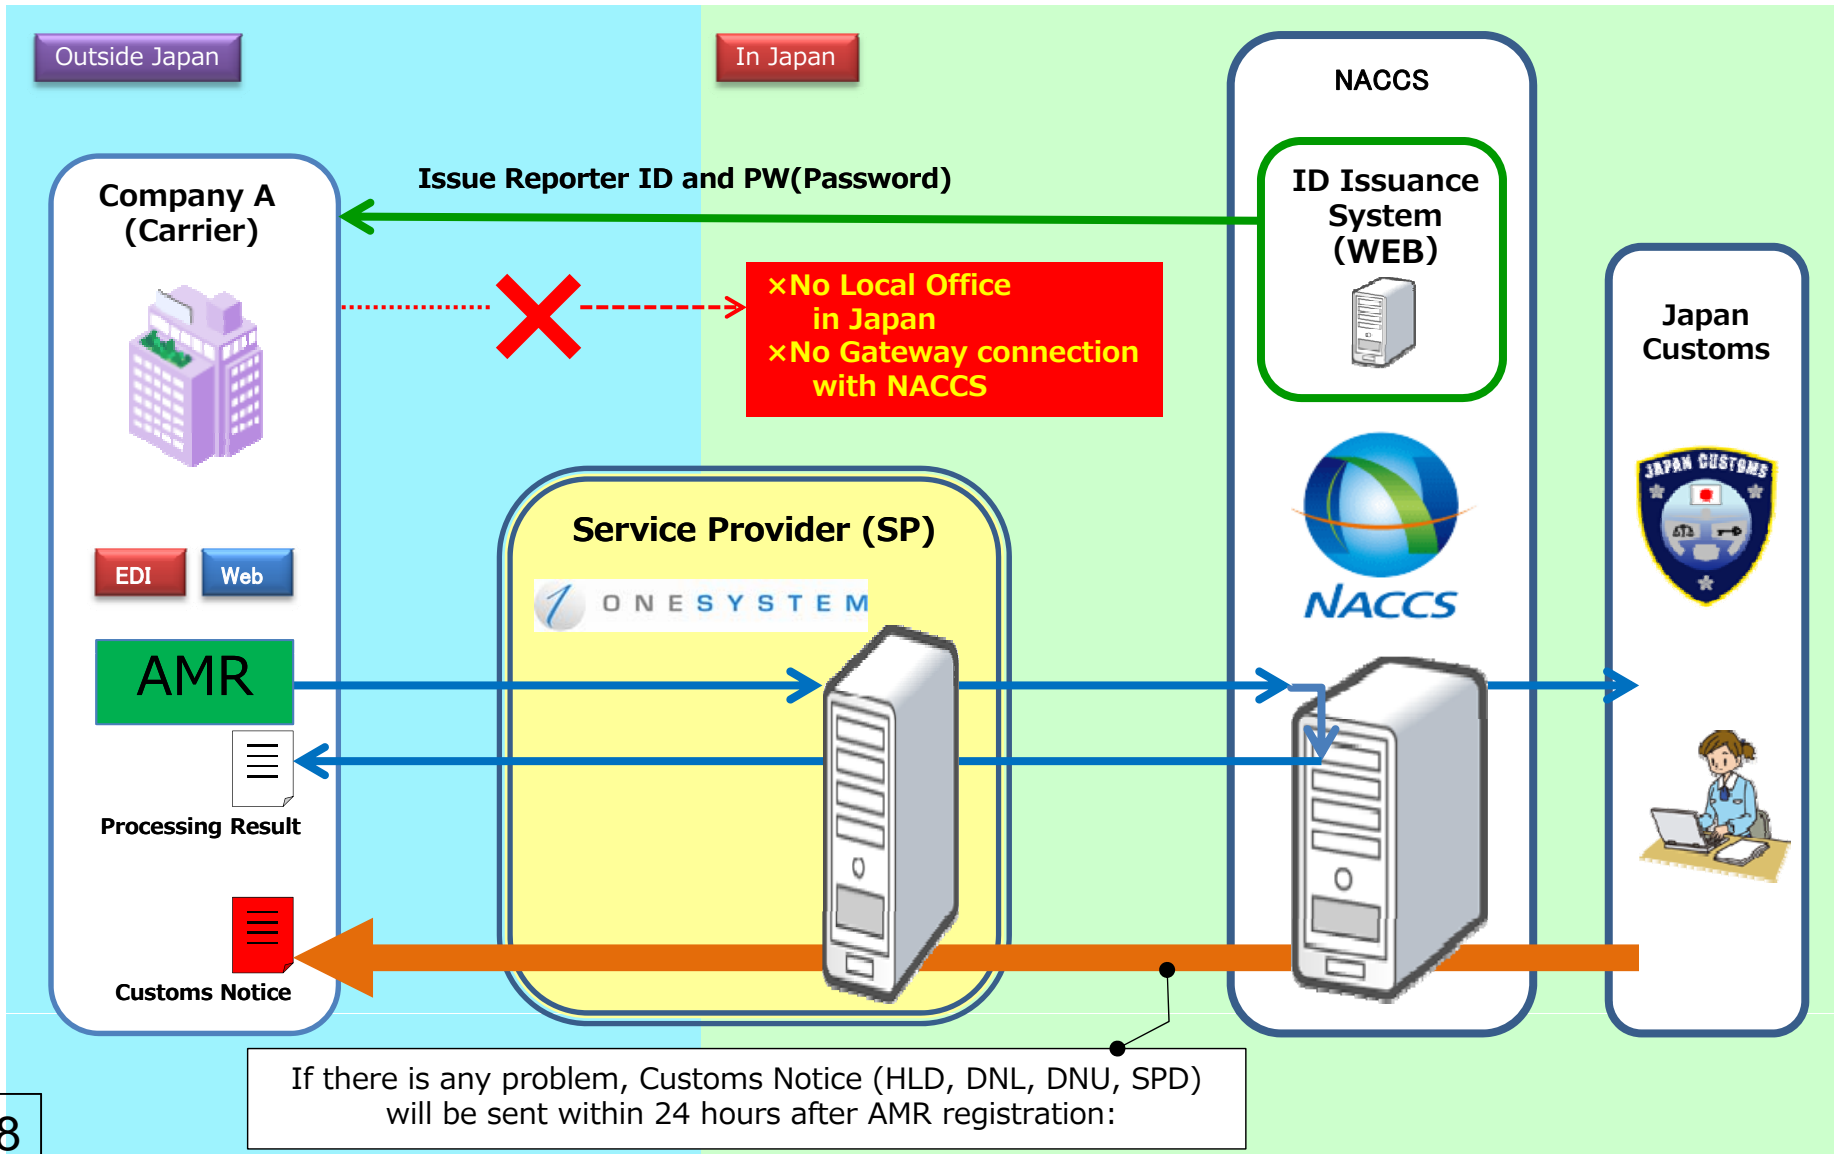 Outside Japan
In Japan
NACCS
Company A
(Carrier)
Issue Reporter ID and PW(Password)
ID Issuance
System
(WEB)
×No Local Office
in Japan
×No Gateway connection
with NACCS
Japan
Customs
JAPAN CUSTOMS
Service Provider (SP)
ONESYSTEM
NACCS
EDI
Web
AMR
Processing Result
Customs Notice
If there is any problem, Customs Notice (HLD, DNL, DNU, SPD)
will be sent within 24 hours after AMR registration:
8